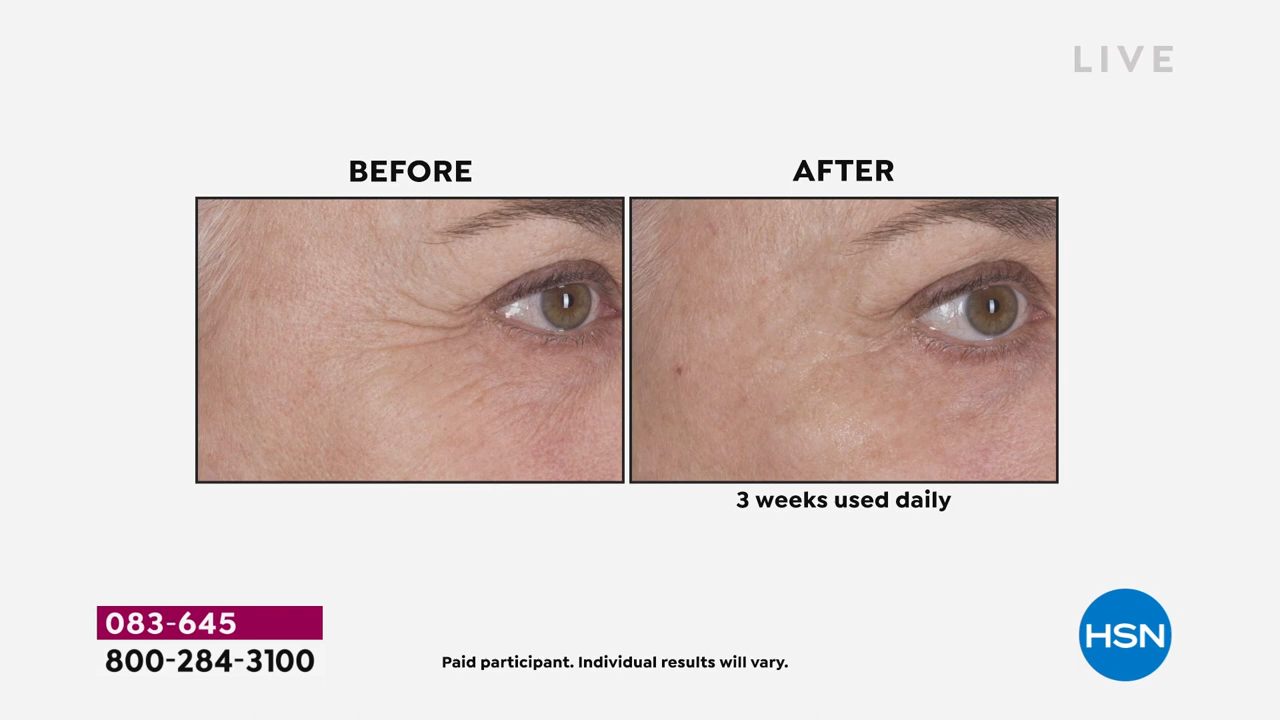 LIVE
BEFORE
AFTER
3 weeks used daily
083-645
800-284-3100
Paid participant. Individual results will vary.
HSN